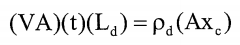 (VA)(t)(L_d) = ρ_d(Ax_c)